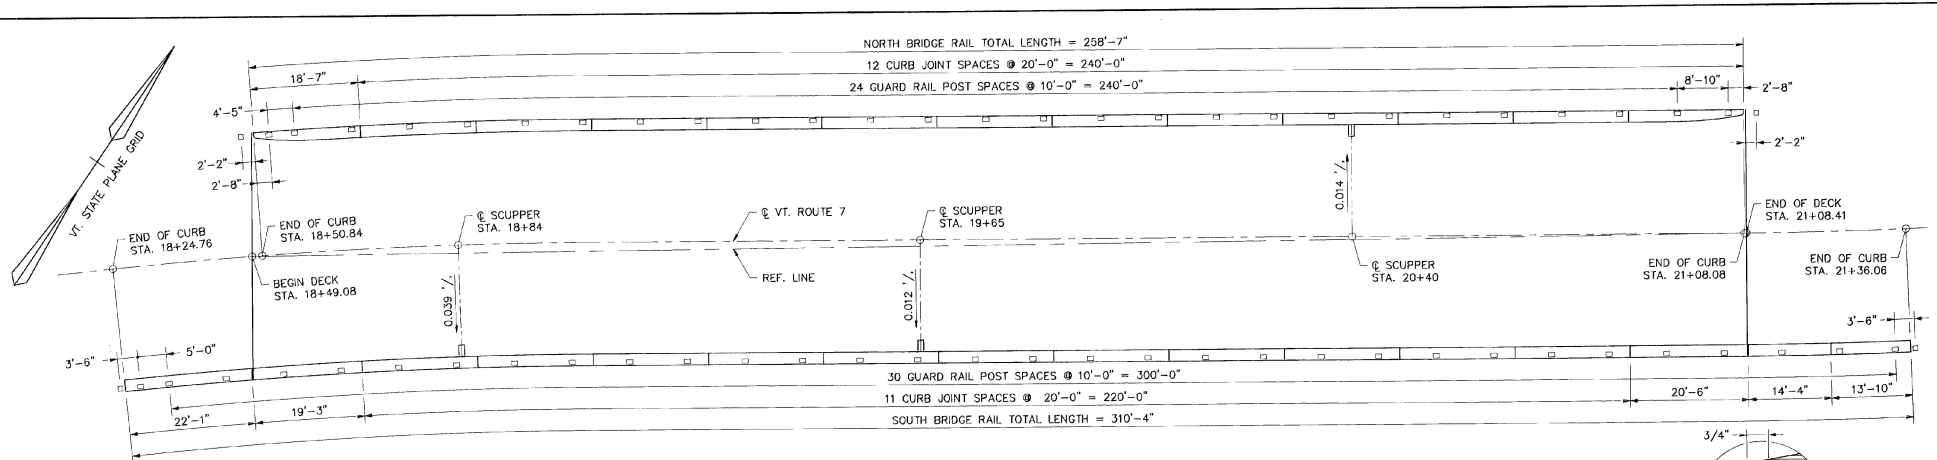 NORTH BRIDGE RAIL TOTAL LENGTH = 258'-7"
12 CURB JOINT SPACES @ 20'-0" = 240'-0"
18'-7"
24 GUARD RAIL POST SPACES @ 10'-0" = 240'-0"
8'-10"
2'-8"
4'-5"
VT. STATE PLANE GRID
2'-2"
2'-8"
2'-2"
0.014 '/'
END OF CURB
STA. 18+24.76
END OF CURB
STA. 18+50.84
℄ SCUPPER
STA. 18+84
℄ VT. ROUTE 7
℄ SCUPPER
STA. 19+65
END OF DECK
STA. 21+08.41
BEGIN DECK
STA. 18+49.08
REF. LINE
℄ SCUPPER
STA. 20+40
END OF CURB
STA. 21+08.08
END OF CURB
STA. 21+36.06
0.039 '/'
0.012 '/'
3'-6"
5'-0"
3'-6"
30 GUARD RAIL POST SPACES @ 10'-0" = 300'-0"
22'-1"
19'-3"
11 CURB JOINT SPACES @ 20'-0" = 220'-0"
20'-6"
14'-4"
13'-10"
SOUTH BRIDGE RAIL TOTAL LENGTH = 310'-4"
3/4"